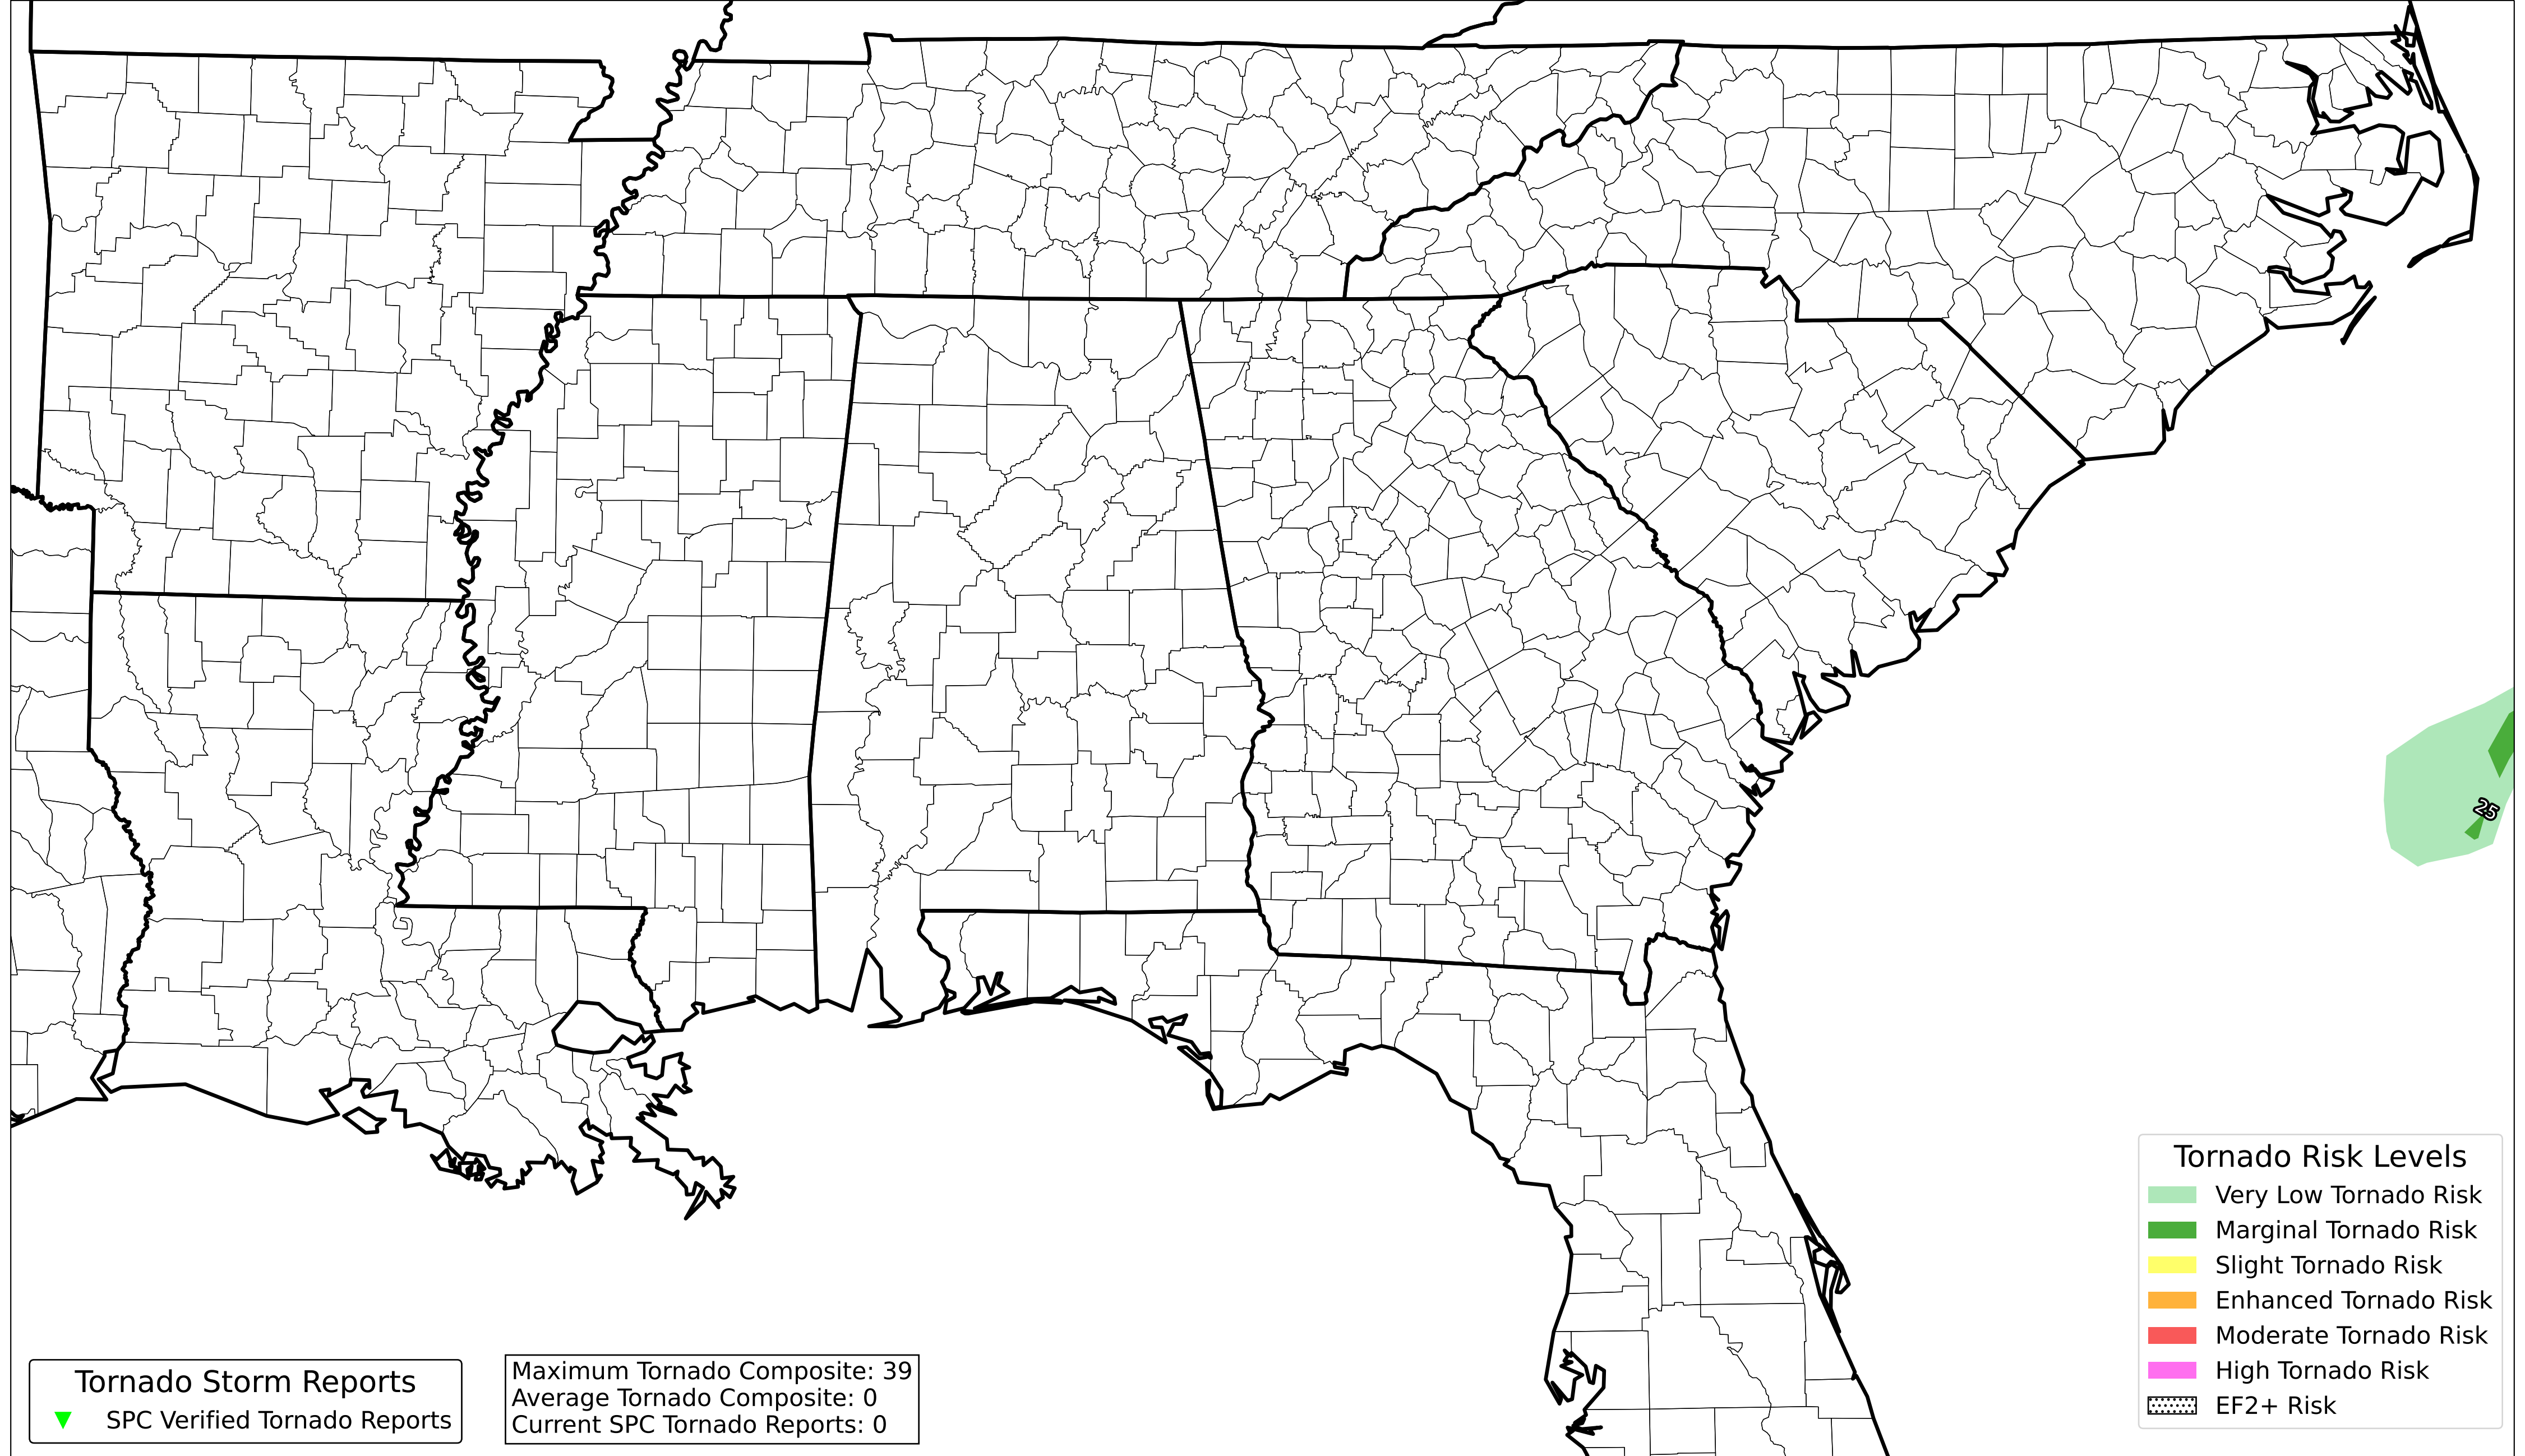 25
Tornado Risk Levels
Very Low Tornado Risk
Marginal Tornado Risk
Slight Tornado Risk
Enhanced Tornado Risk
Moderate Tornado Risk
High Tornado Risk
EF2+ Risk
Tornado Storm Reports
SPC Verified Tornado Reports
Maximum Tornado Composite: 39
Average Tornado Composite: 0
Current SPC Tornado Reports: 0